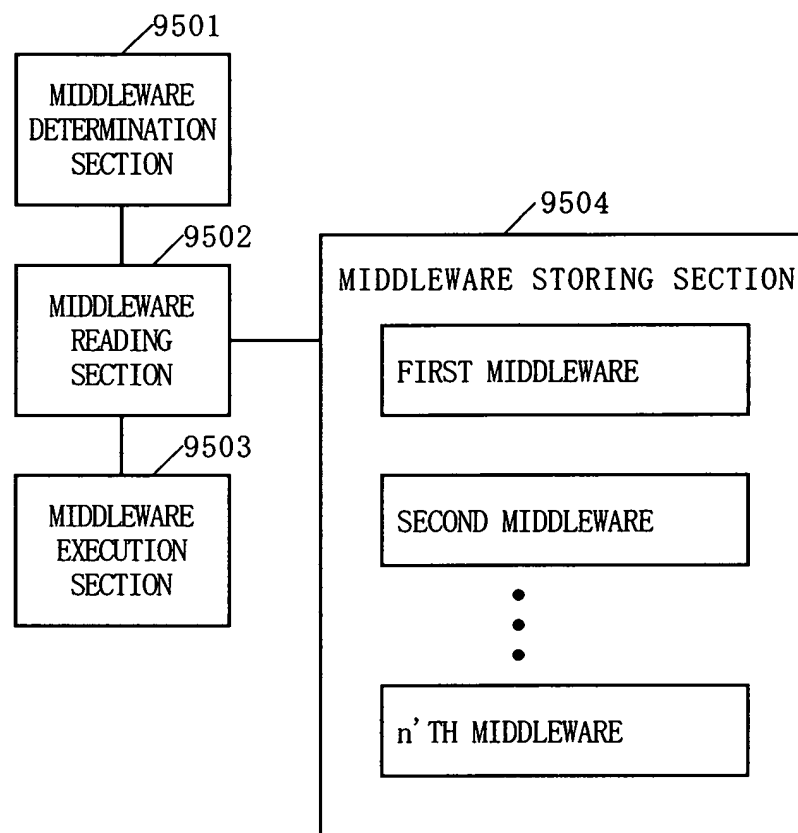 9501
MIDDLEWARE
DETERMINATION
SECTION
9502
MIDDLEWARE
READING
SECTION
9503
MIDDLEWARE
EXECUTION
SECTION
9504
MIDDLEWARE STORING SECTION
FIRST MIDDLEWARE
SECOND MIDDLEWARE
n'TH MIDDLEWARE